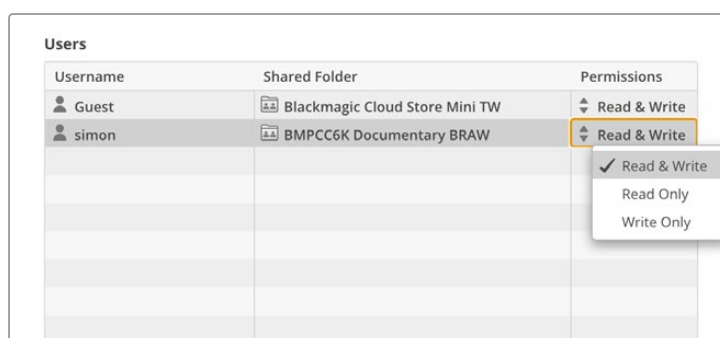 Users
Username Shared Folder Permissions
Guest Blackmagic Cloud Store Mini TW Read & Write
simon BMPCC6K Documentary BRAW Read & Write
Read & Write
Read Only
Write Only